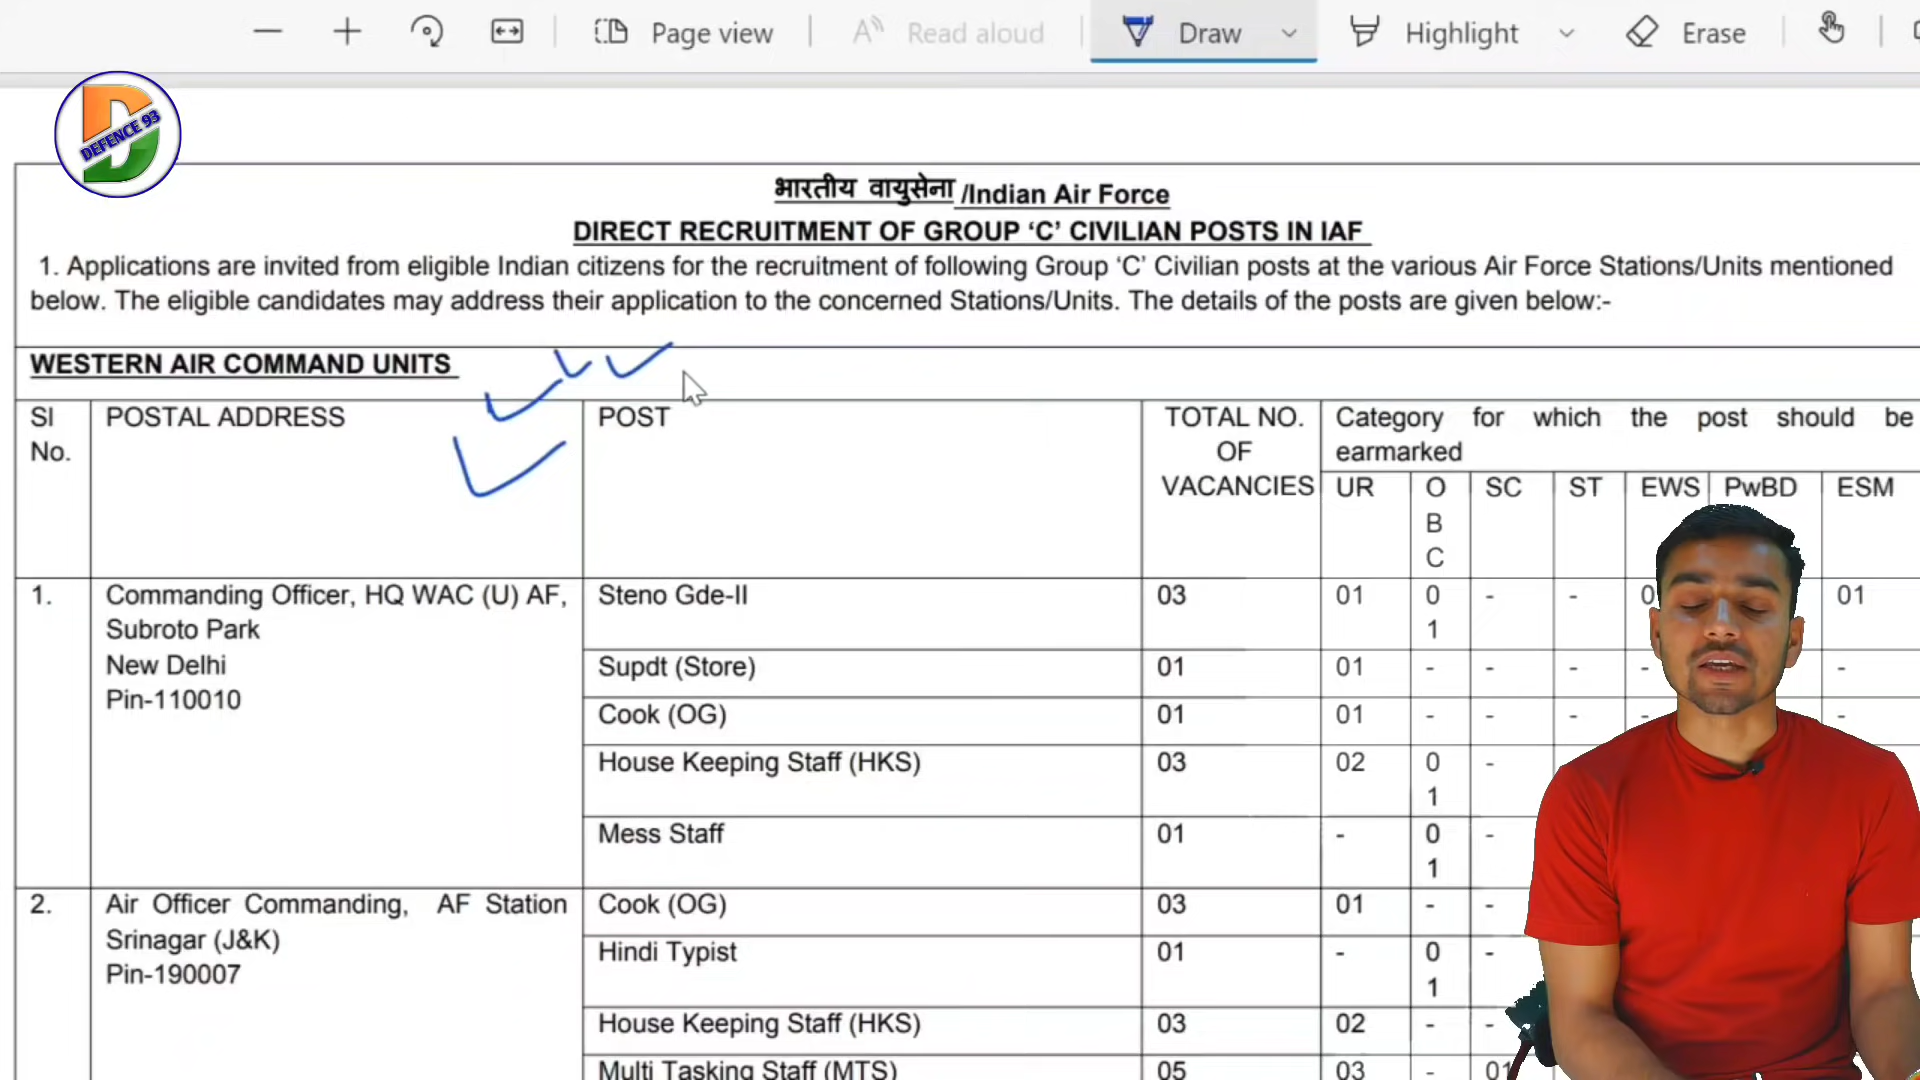 Page view
Read aloud
Draw
Highlight
Erase
DEFENCE 93
भारतीय वायुसेना /Indian Air Force
DIRECT RECRUITMENT OF GROUP ‘C’ CIVILIAN POSTS IN IAF
1. Applications are invited from eligible Indian citizens for the recruitment of following Group ‘C’ Civilian posts at the various Air Force Stations/Units mentioned
below. The eligible candidates may address their application to the concerned Stations/Units. The details of the posts are given below:-
WESTERN AIR COMMAND UNITS
SI No. POSTAL ADDRESS POST TOTAL NO. OF VACANCIES Category for which the post should be earmarked
UR OBC SC ST EWS PwBD ESM
1. Commanding Officer, HQ WAC (U) AF,
Subroto Park
New Delhi
Pin-110010
Steno Gde-II 03 01 01 - - 0 01
Supdt (Store) 01 01 - - - - -
Cook (OG) 01 01 - - - - -
House Keeping Staff (HKS) 03 02 01 -
Mess Staff 01 - 01 -
2. Air Officer Commanding, AF Station
Srinagar (J&K)
Pin-190007
Cook (OG) 03 01 - -
Hindi Typist 01 - 01 -
House Keeping Staff (HKS) 03 02 - -
Multi Tasking Staff (MTS) 05 03 - 01